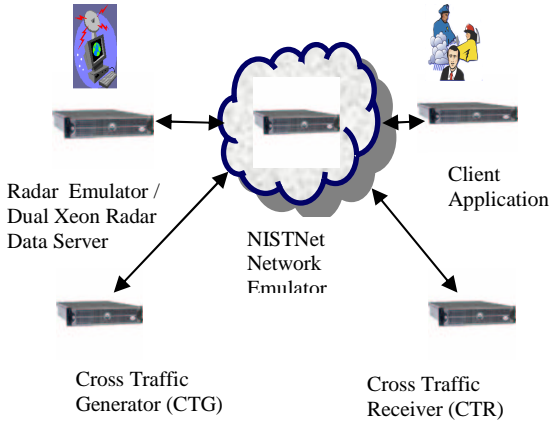 Radar Emulator /
Dual Xeon Radar
Data Server
NISTNet
Network
Emulator
Client
Application
Cross Traffic
Generator (CTG)
Cross Traffic
Receiver (CTR)